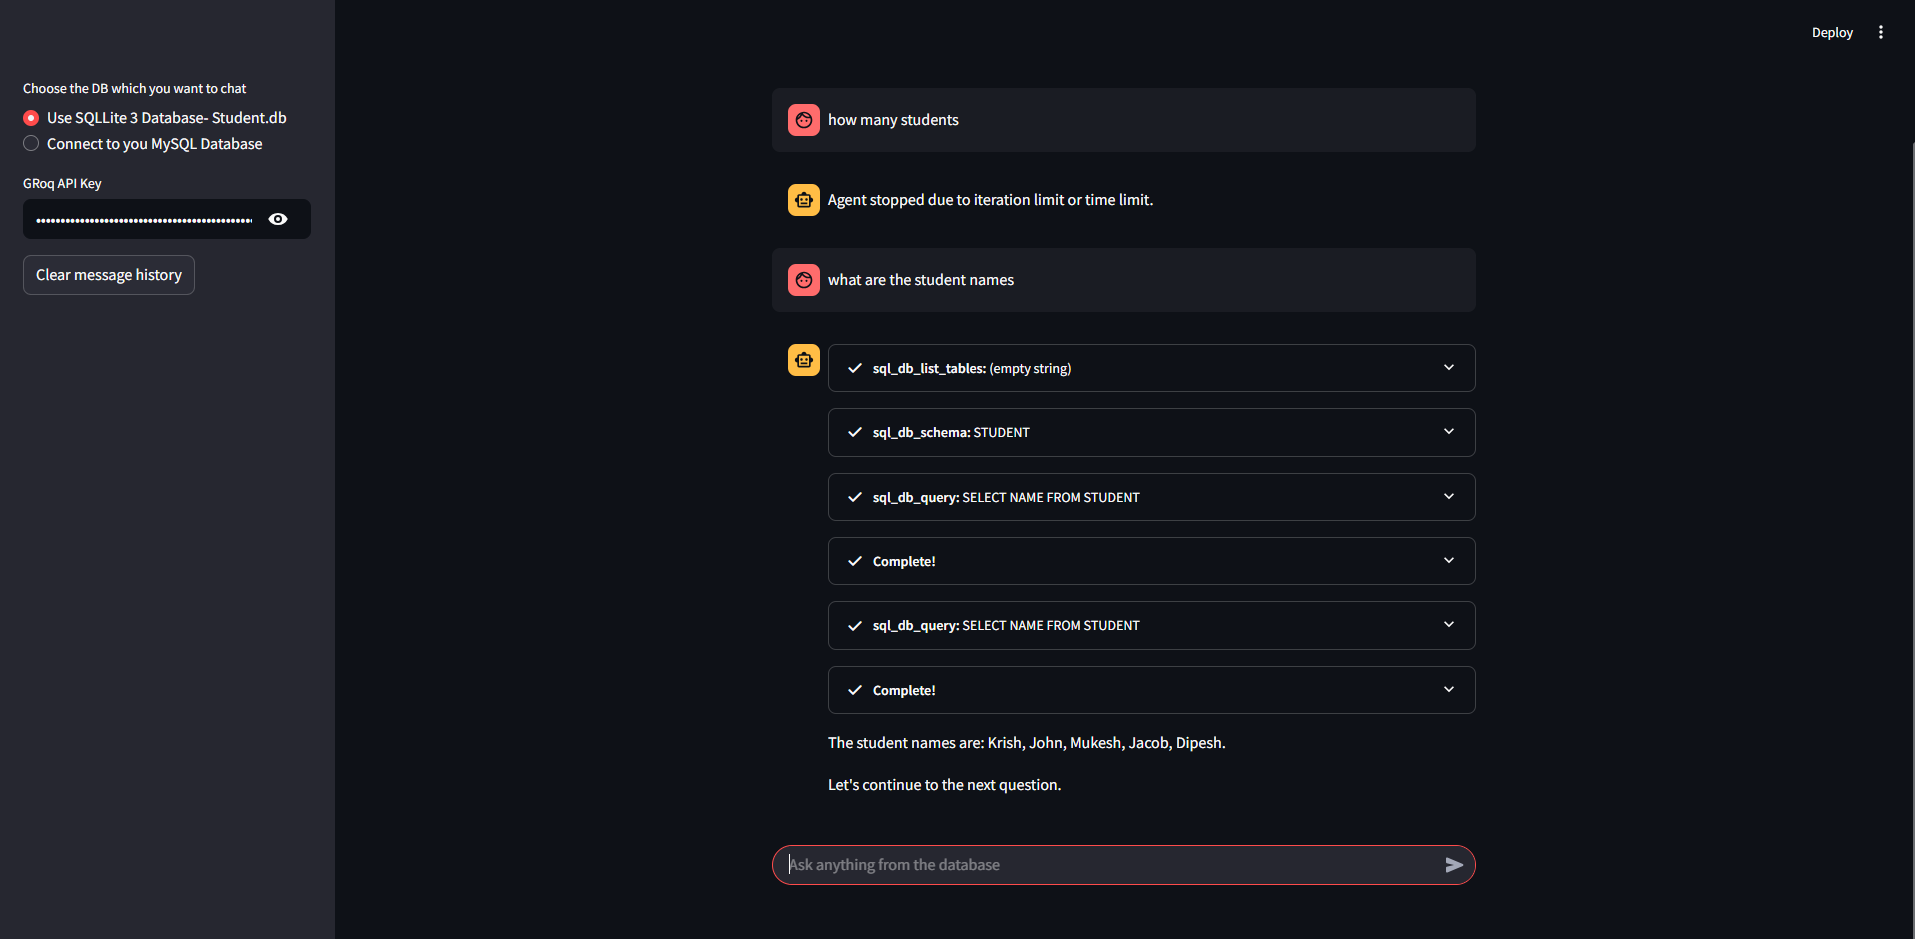 Deploy
Choose the DB which you want to chat
Use SQLLite 3 Database- Student.db
Connect to you MySQL Database
GRoq API Key
Clear message history
how many students
Agent stopped due to iteration limit or time limit.
what are the student names
sql_db_list_tables: (empty string)
sql_db_schema: STUDENT
sql_db_query: SELECT NAME FROM STUDENT
Complete!
sql_db_query: SELECT NAME FROM STUDENT
Complete!
The student names are: Krish, John, Mukesh, Jacob, Dipesh.
Let's continue to the next question.
Ask anything from the database